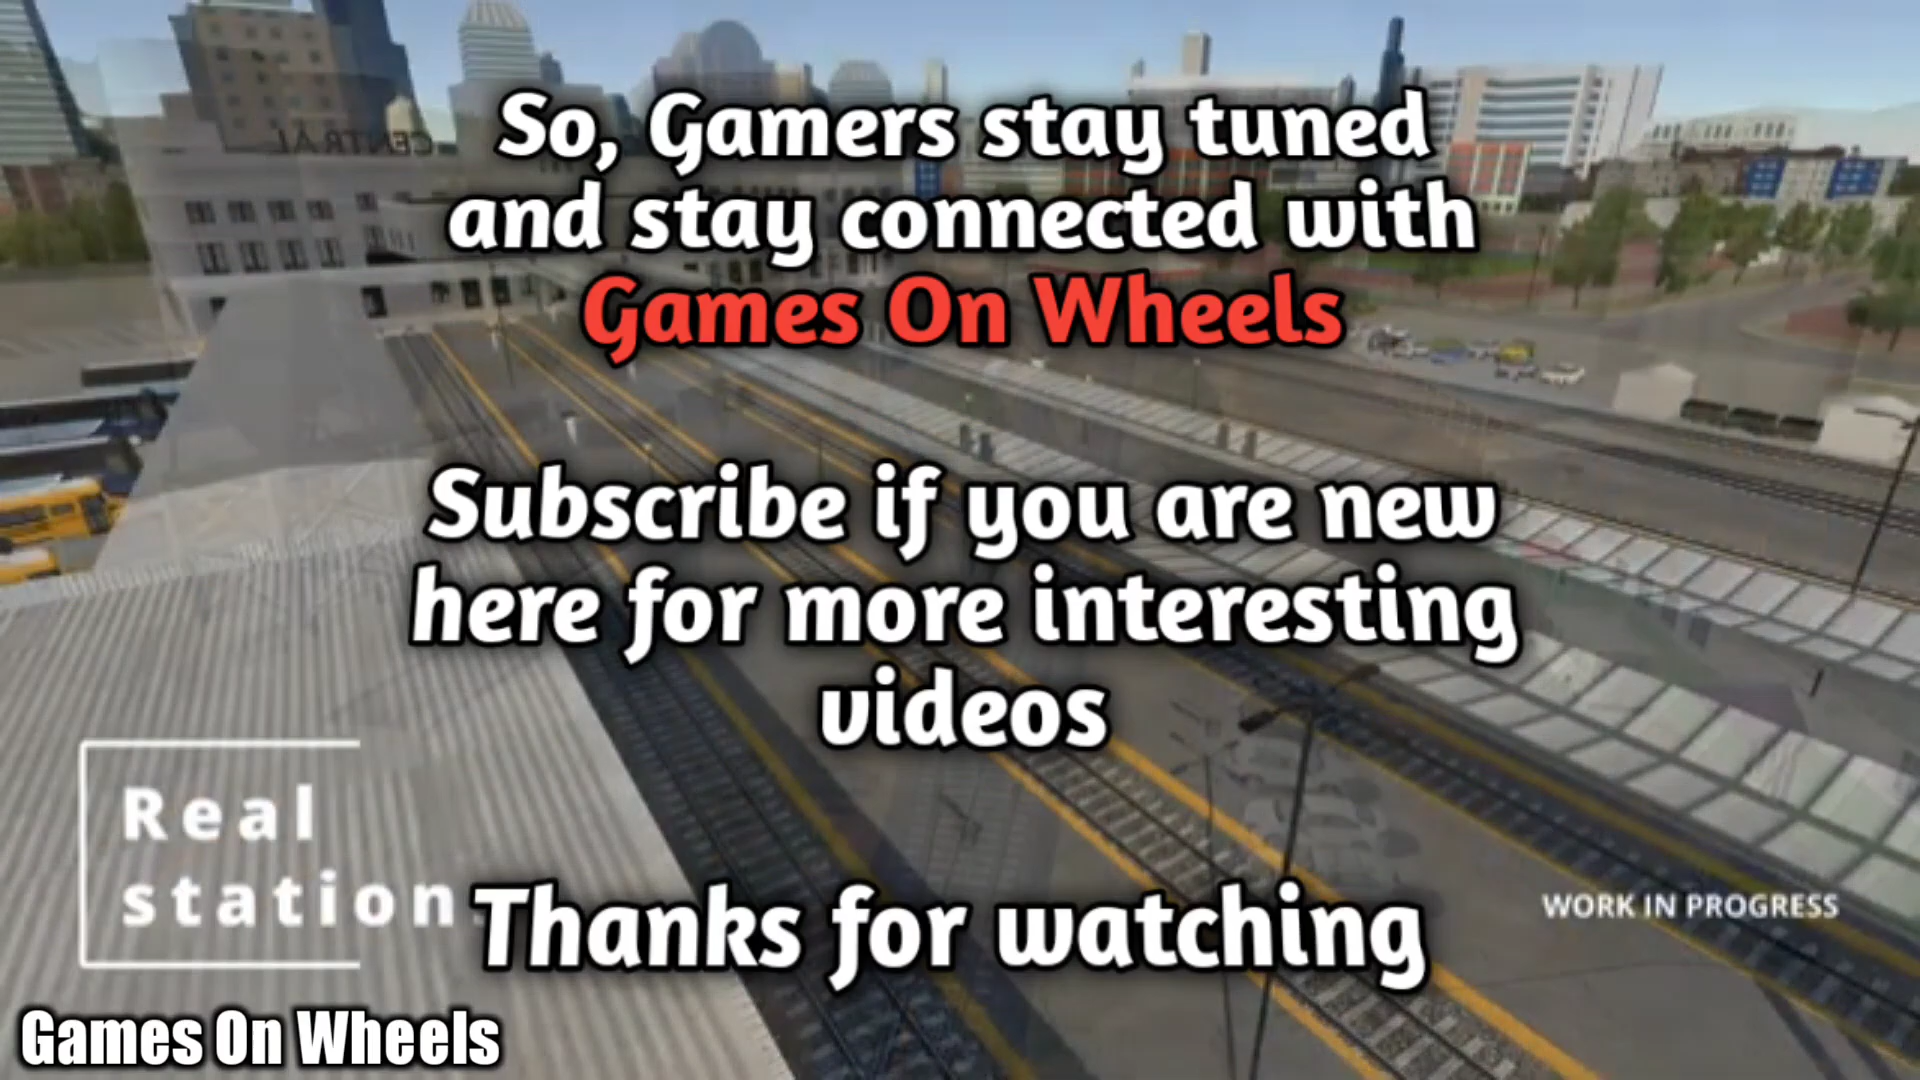 CENTRAL
So, Gamers stay tuned
and stay connected with
Games On Wheels
Subscribe if you are new
here for more interesting
videos
Real
station
Thanks for watching
WORK IN PROGRESS
Games On Wheels